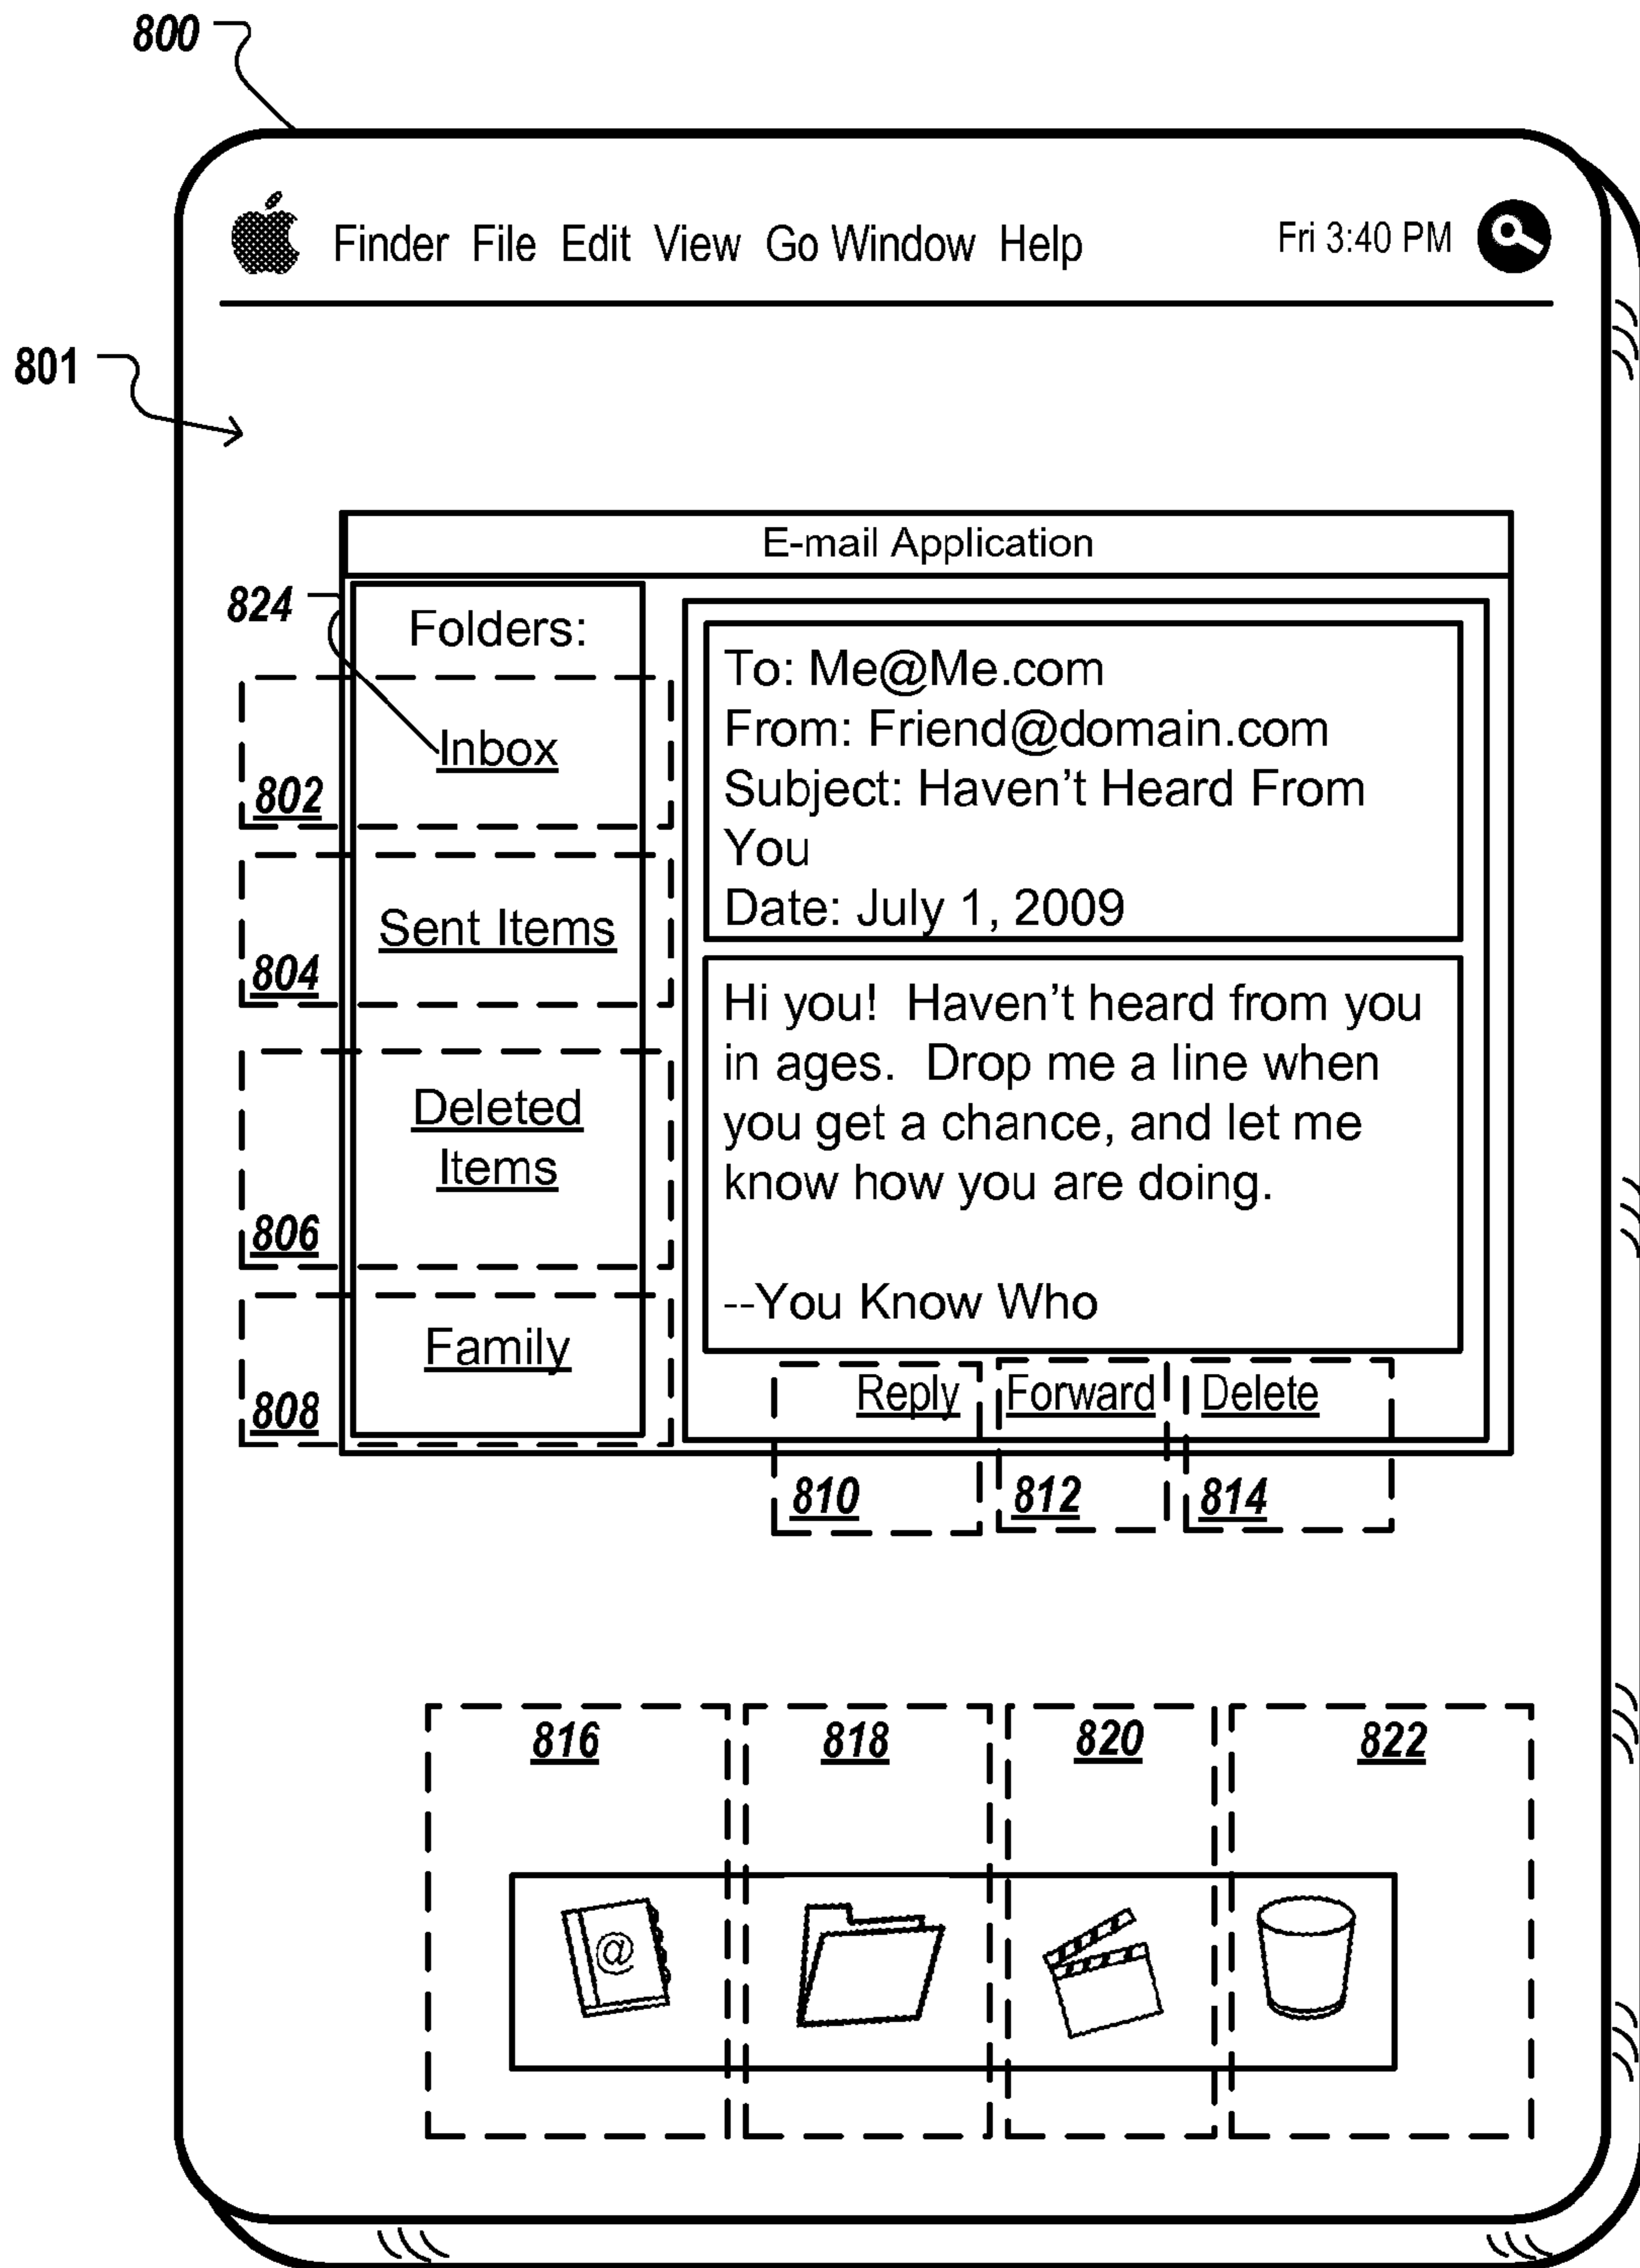 800
Finder File Edit View Go Window Help
Fri 3:40 PM
801
E-mail Application
824
Folders:
Inbox
802
Sent Items
804
Deleted
Items
806
Family
808
To: Me@Me.com
From: Friend@domain.com
Subject: Haven't Heard From
You
Date: July 1, 2009
Hi you!  Haven't heard from you
in ages.  Drop me a line when
you get a chance, and let me
know how you are doing.
--You Know Who
Reply Forward Delete
810 812 814
816 818 820 822
@